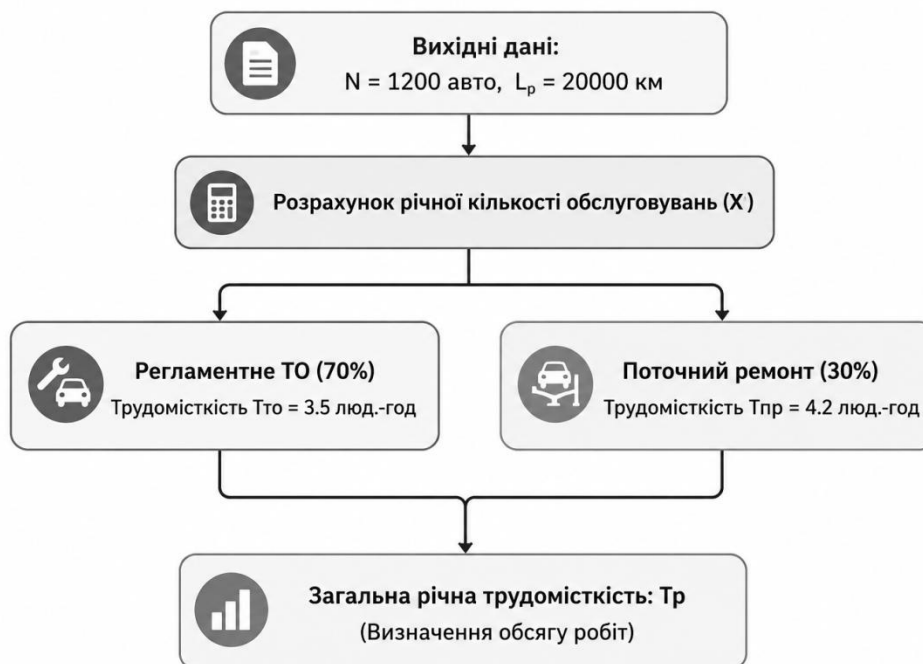 Вихідні дані:
N = 1200 авто, Lₚ = 20000 км
Розрахунок річної кількості обслуговувань (X)
Регламентне ТО (70%)
Трудомісткість Тто = 3.5 люд.-год
Поточний ремонт (30%)
Трудомісткість Тпр = 4.2 люд.-год
Загальна річна трудомісткість: Тр
(Визначення обсягу робіт)